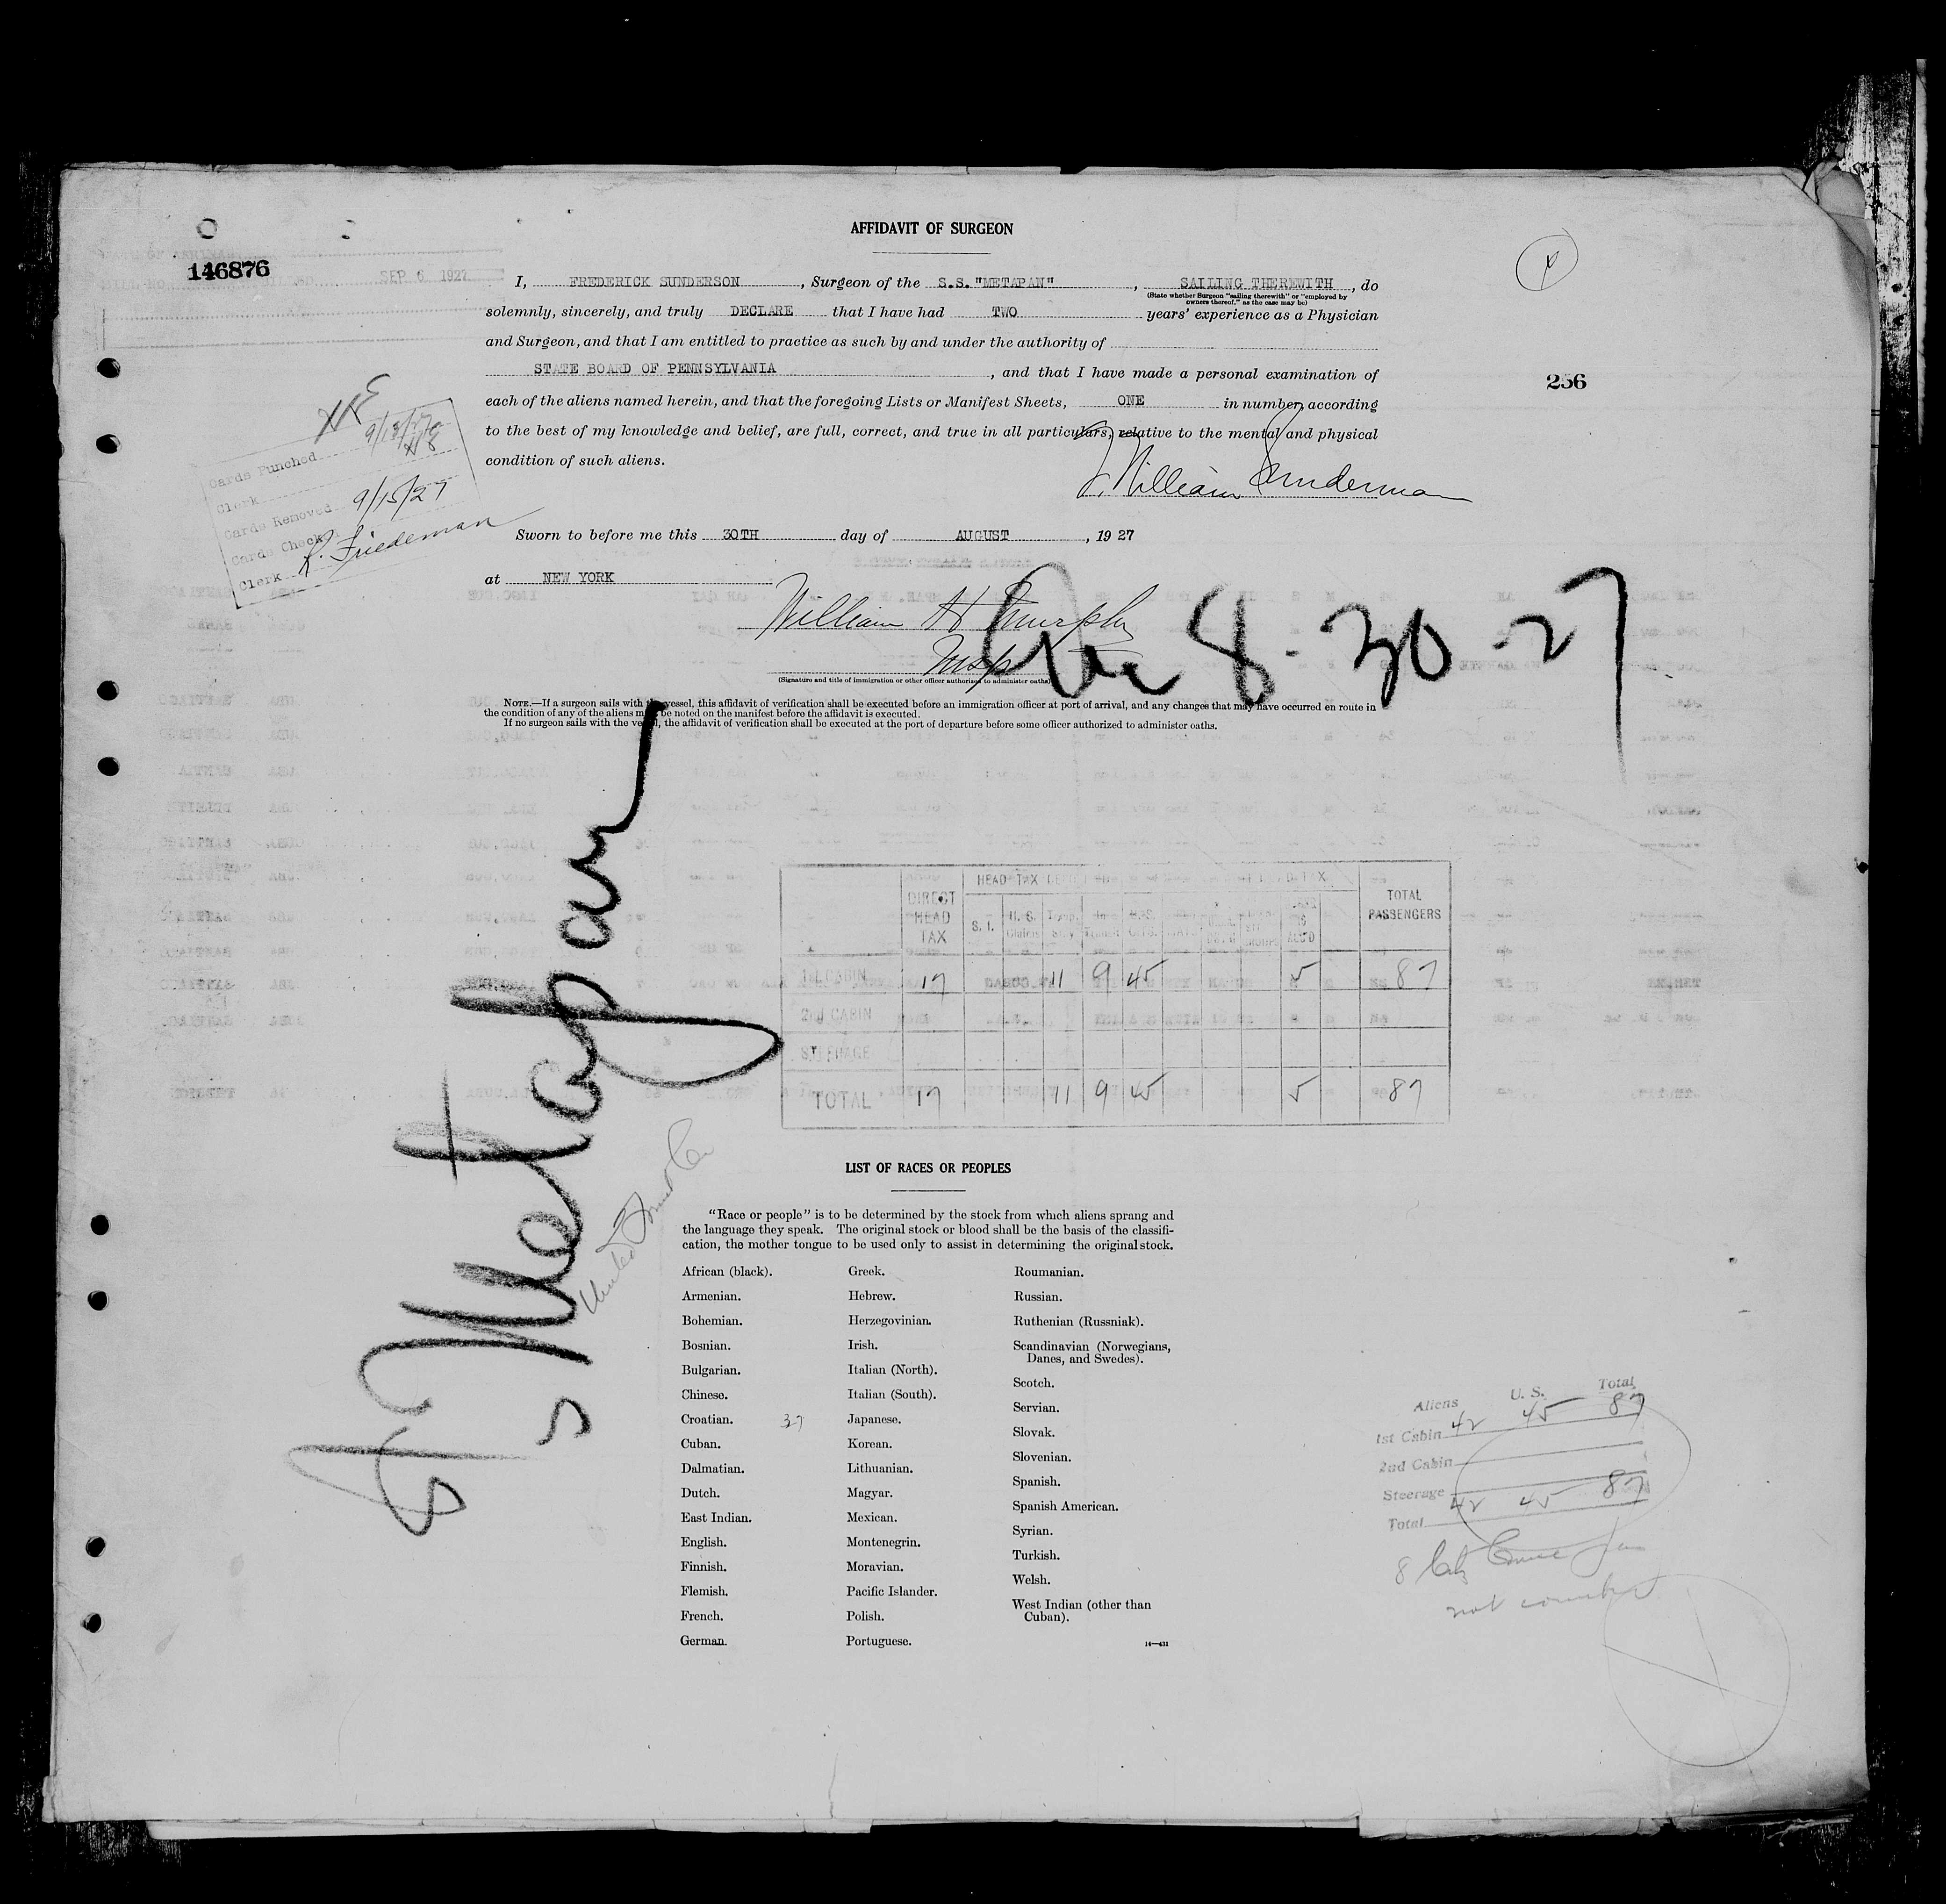 AFFIDAVIT OF SURGEON
146876
SEP 6 1927
I, FREDERICK SUNDERSON, Surgeon of the S.S. "METAPAN", SAILING THEREWITH, do
(State whether Surgeon "sailing therewith" or "employed by
owners thereof," as the case may be)
solemnly, sincerely, and truly DECLARE that I have had TWO years' experience as a Physician
and Surgeon, and that I am entitled to practice as such by and under the authority of
STATE BOARD OF PENNSYLVANIA, and that I have made a personal examination of
256
each of the aliens named herein, and that the foregoing Lists or Manifest Sheets, ONE in number, according
to the best of my knowledge and belief, are full, correct, and true in all particulars, relative to the mental and physical
condition of such aliens.
F. William Sunderman
Cards Punched 9/13/27
Clerk
Cards Removed 9/15/27
Cards Check
Clerk R. Friedeman
Sworn to before me this 30TH day of AUGUST, 1927
at NEW YORK
William H Murphy
Insp
(Signature and title of immigration or other officer authorized to administer oaths)
8-30-27
NOTE.—If a surgeon sails with the vessel, this affidavit of verification shall be executed before an immigration officer at port of arrival, and any changes that may have occurred en route in
the condition of any of the aliens must be noted on the manifest before the affidavit is executed.
If no surgeon sails with the vessel, the affidavit of verification shall be executed at the port of departure before some officer authorized to administer oaths.
SS Metapan
United Fruit Co
DIRECT HEAD TAX
HEAD TAX
S. I.
U. S.
TOTAL PASSENGERS
1st CABIN 17 11 9 45 5 87
2nd CABIN
STEERAGE
TOTAL 17 11 9 45 5 87
LIST OF RACES OR PEOPLES
"Race or people" is to be determined by the stock from which aliens sprang and
the language they speak. The original stock or blood shall be the basis of the classifi-
cation, the mother tongue to be used only to assist in determining the original stock.
African (black).
Armenian.
Bohemian.
Bosnian.
Bulgarian.
Chinese.
Croatian. 37
Cuban.
Dalmatian.
Dutch.
East Indian.
English.
Finnish.
Flemish.
French.
German.
Greek.
Hebrew.
Herzegovinian.
Irish.
Italian (North).
Italian (South).
Japanese.
Korean.
Lithuanian.
Magyar.
Mexican.
Montenegrin.
Moravian.
Pacific Islander.
Polish.
Portuguese.
Roumanian.
Russian.
Ruthenian (Russniak).
Scandinavian (Norwegians,
Danes, and Swedes).
Scotch.
Servian.
Slovak.
Slovenian.
Spanish.
Spanish American.
Syrian.
Turkish.
Welsh.
West Indian (other than
Cuban).
14—431
Aliens U. S. Total
1st Cabin 42 45 87
2nd Cabin
Steerage
Total 42 45 87
8
not counted